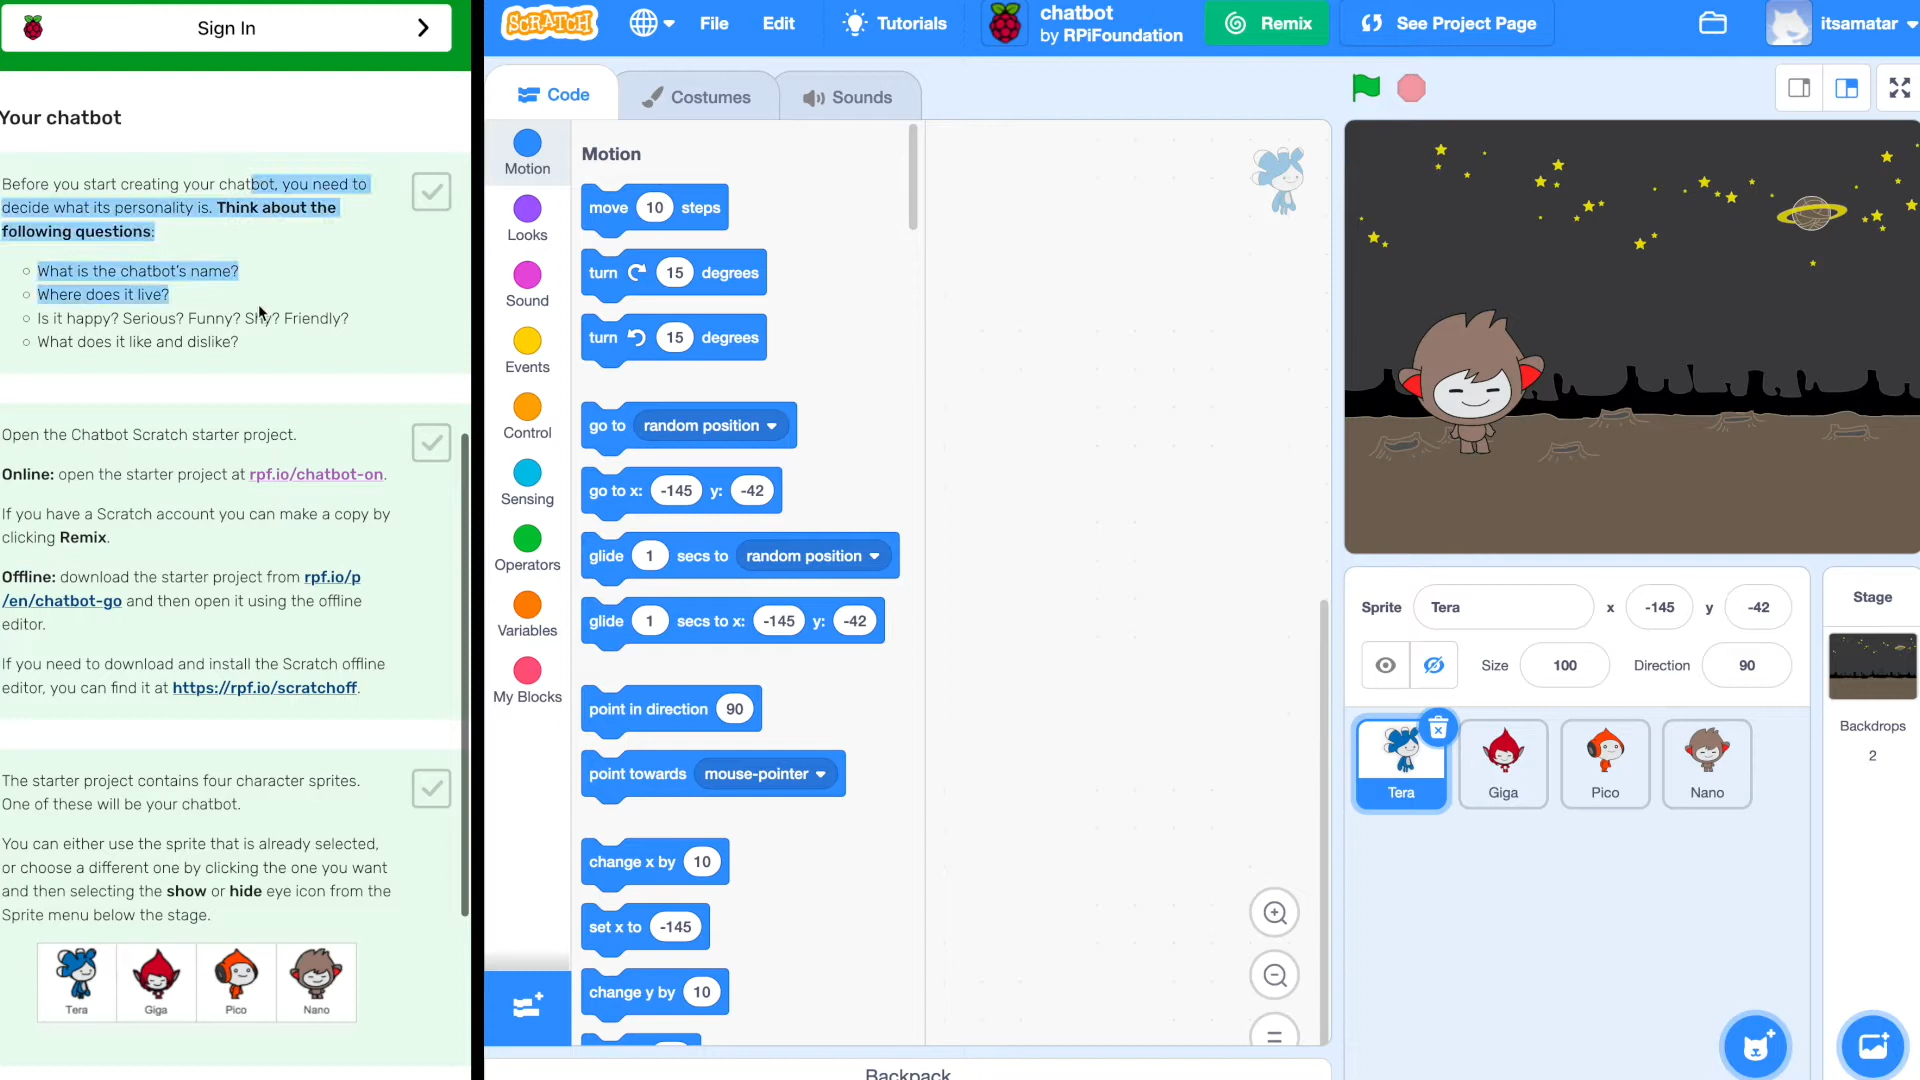 Sign In
Your chatbot
Before you start creating your chatbot, you need to
decide what its personality is. Think about the
following questions:
What is the chatbot's name?
Where does it live?
Is it happy? Serious? Funny? Shy? Friendly?
What does it like and dislike?
Open the Chatbot Scratch starter project.
Online: open the starter project at rpf.io/chatbot-on.
If you have a Scratch account you can make a copy by
clicking Remix.
Offline: download the starter project from rpf.io/p
/en/chatbot-go and then open it using the offline
editor.
If you need to download and install the Scratch offline
editor, you can find it at https://rpf.io/scratchoff.
The starter project contains four character sprites.
One of these will be your chatbot.
You can either use the sprite that is already selected,
or choose a different one by clicking the one you want
and then selecting the show or hide eye icon from the
Sprite menu below the stage.
Tera Giga Pico Nano
SCRATCH File Edit Tutorials chatbot
by RPiFoundation
Remix See Project Page itsamatar
Code Costumes Sounds
Motion
Looks
Sound
Events
Control
Sensing
Operators
Variables
My Blocks
Motion
move 10 steps
turn 15 degrees
turn 15 degrees
go to random position
go to x: -145 y: -42
glide 1 secs to random position
glide 1 secs to x: -145 y: -42
point in direction 90
point towards mouse-pointer
change x by 10
set x to -145
change y by 10
Backpack
Sprite Tera x -145 y -42
Size 100 Direction 90
Tera Giga Pico Nano
Stage
Backdrops
2